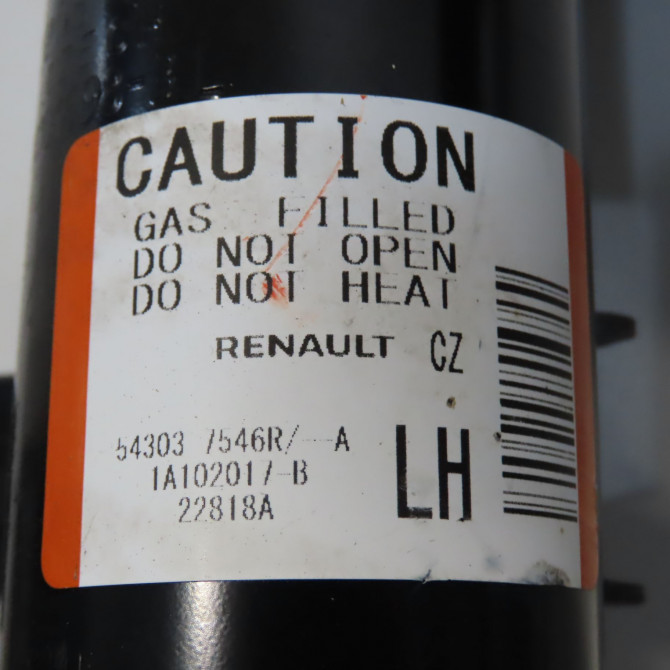 CAUTION
GAS FILLED
DO NOT OPEN
DO NOT HEAT
RENAULT CZ
54303 7546R/--A
1A102017-B
22818A
LH